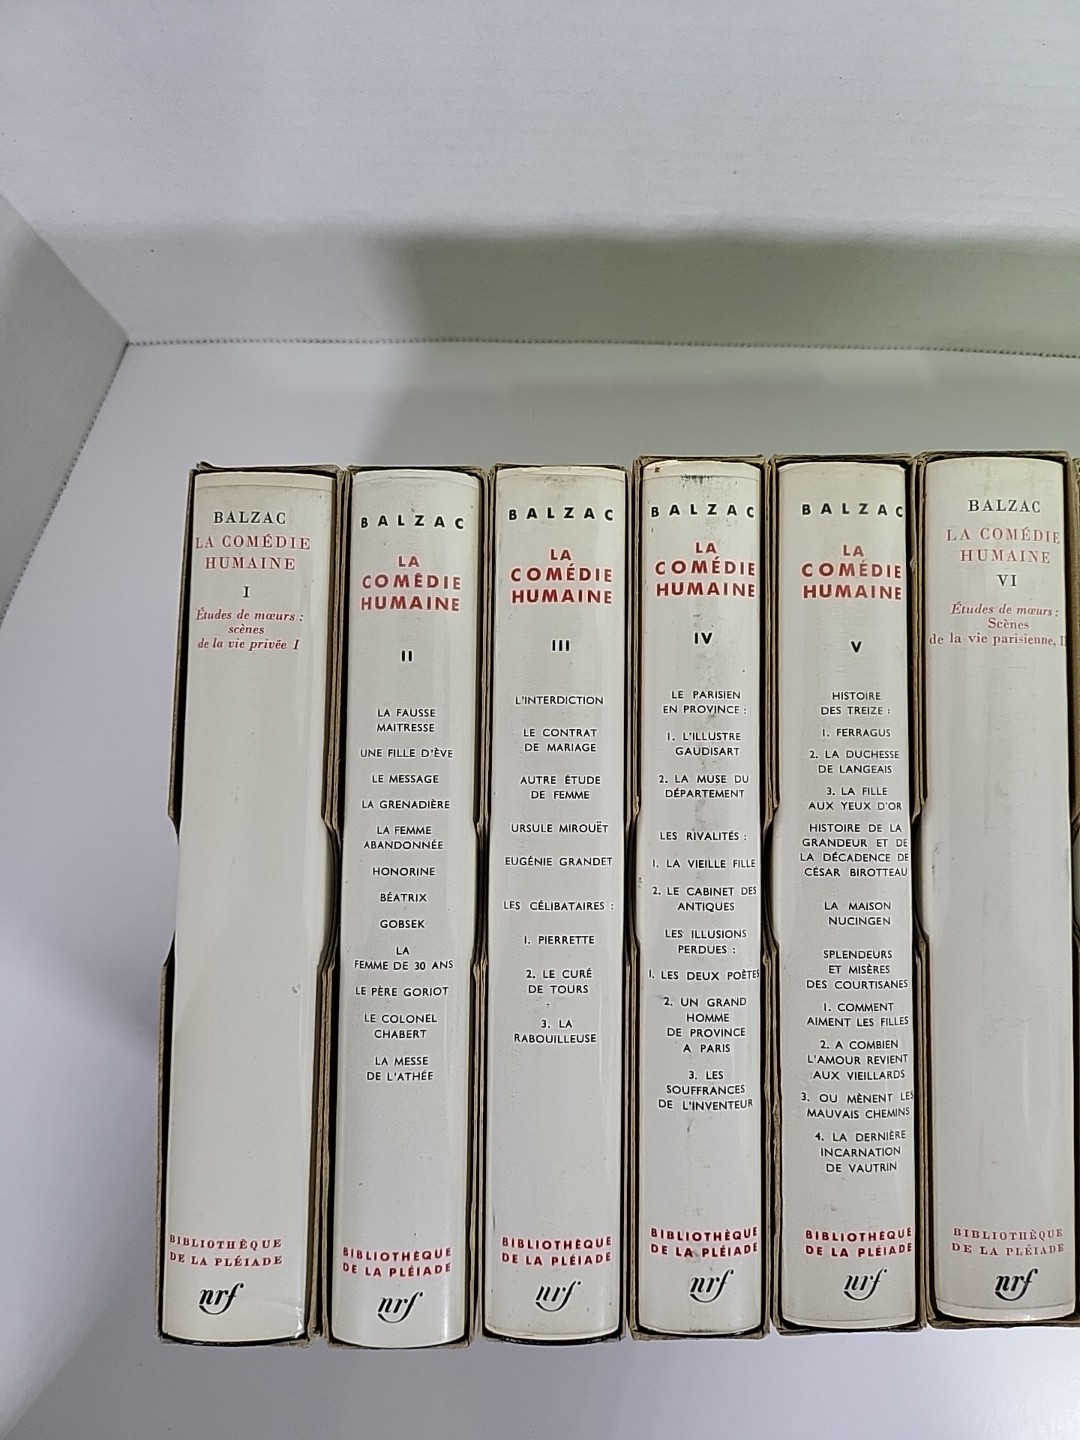 BALZAC
LA COMÉDIE
HUMAINE
I
Études de mœurs :
scènes
de la vie privée I
BIBLIOTHÈQUE
DE LA PLÉIADE
nrf
BALZAC
LA
COMÉDIE
HUMAINE
II
LA FAUSSE
MAITRESSE
UNE FILLE D'ÈVE
LE MESSAGE
LA GRENADIÈRE
LA FEMME
ABANDONNÉE
HONORINE
BÉATRIX
GOBSEK
LA
FEMME DE 30 ANS
LE PÈRE GORIOT
LE COLONEL
CHABERT
LA MESSE
DE L'ATHÉE
BIBLIOTHÈQUE
DE LA PLÉIADE
nrf
BALZAC
LA
COMÉDIE
HUMAINE
III
L'INTERDICTION
LE CONTRAT
DE MARIAGE
AUTRE ÉTUDE
DE FEMME
URSULE MIROUËT
EUGÉNIE GRANDET
LES CÉLIBATAIRES :
1. PIERRETTE
2. LE CURÉ
DE TOURS
3. LA
RABOUILLEUSE
BIBLIOTHÈQUE
DE LA PLÉIADE
nrf
BALZAC
LA
COMÉDIE
HUMAINE
IV
LE PARISIEN
EN PROVINCE :
1. L'ILLUSTRE
GAUDISART
2. LA MUSE DU
DÉPARTEMENT
LES RIVALITÉS :
1. LA VIEILLE FILLE
2. LE CABINET DES
ANTIQUES
LES ILLUSIONS
PERDUES :
1. LES DEUX POÈTES
2. UN GRAND
HOMME
DE PROVINCE
A PARIS
3. LES
SOUFFRANCES
DE L'INVENTEUR
BIBLIOTHÈQUE
DE LA PLÉIADE
nrf
BALZAC
LA
COMÉDIE
HUMAINE
V
HISTOIRE
DES TREIZE :
1. FERRAGUS
2. LA DUCHESSE
DE LANGEAIS
3. LA FILLE
AUX YEUX D'OR
HISTOIRE DE LA
GRANDEUR ET DE
LA DÉCADENCE DE
CÉSAR BIROTTEAU
LA MAISON
NUCINGEN
SPLENDEURS
ET MISÈRES
DES COURTISANES
1. COMMENT
AIMENT LES FILLES
2. A COMBIEN
L'AMOUR REVIENT
AUX VIEILLARDS
3. OU MÈNENT LES
MAUVAIS CHEMINS
4. LA DERNIÈRE
INCARNATION
DE VAUTRIN
BIBLIOTHÈQUE
DE LA PLÉIADE
nrf
BALZAC
LA COMÉDIE
HUMAINE
VI
Études de mœurs :
Scènes
de la vie parisienne, II
BIBLIOTHÈQUE
DE LA PLÉIADE
nrf